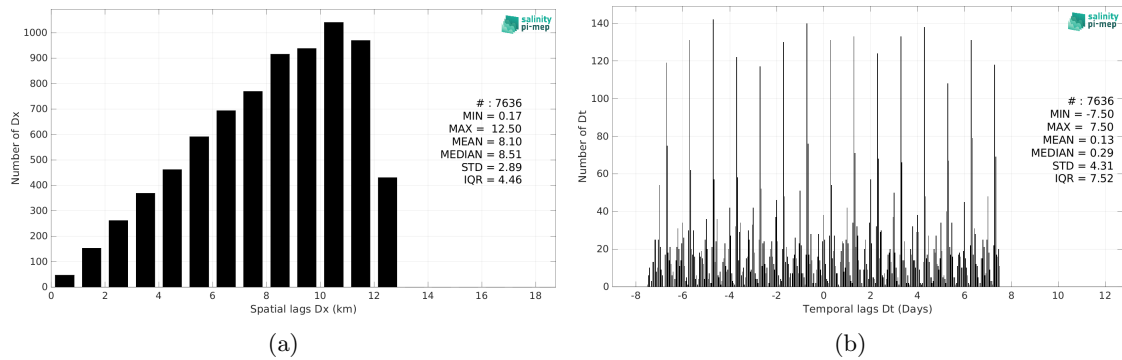 Number of Dx
1000
900
800
700
600
500
400
300
200
100
0
0 2 4 6 8 10 12 14 16 18
Spatial lags Dx (km)
salinity
pi-mep
# : 7636
MIN = 0.17
MAX = 12.50
MEAN = 8.10
MEDIAN = 8.51
STD = 2.89
IQR = 4.46
(a)
Number of Dt
140
120
100
80
60
40
20
0
-8 -6 -4 -2 0 2 4 6 8 10 12
Temporal lags Dt (Days)
salinity
pi-mep
# : 7636
MIN = -7.50
MAX = 7.50
MEAN = 0.13
MEDIAN = 0.29
STD = 4.31
IQR = 7.52
(b)